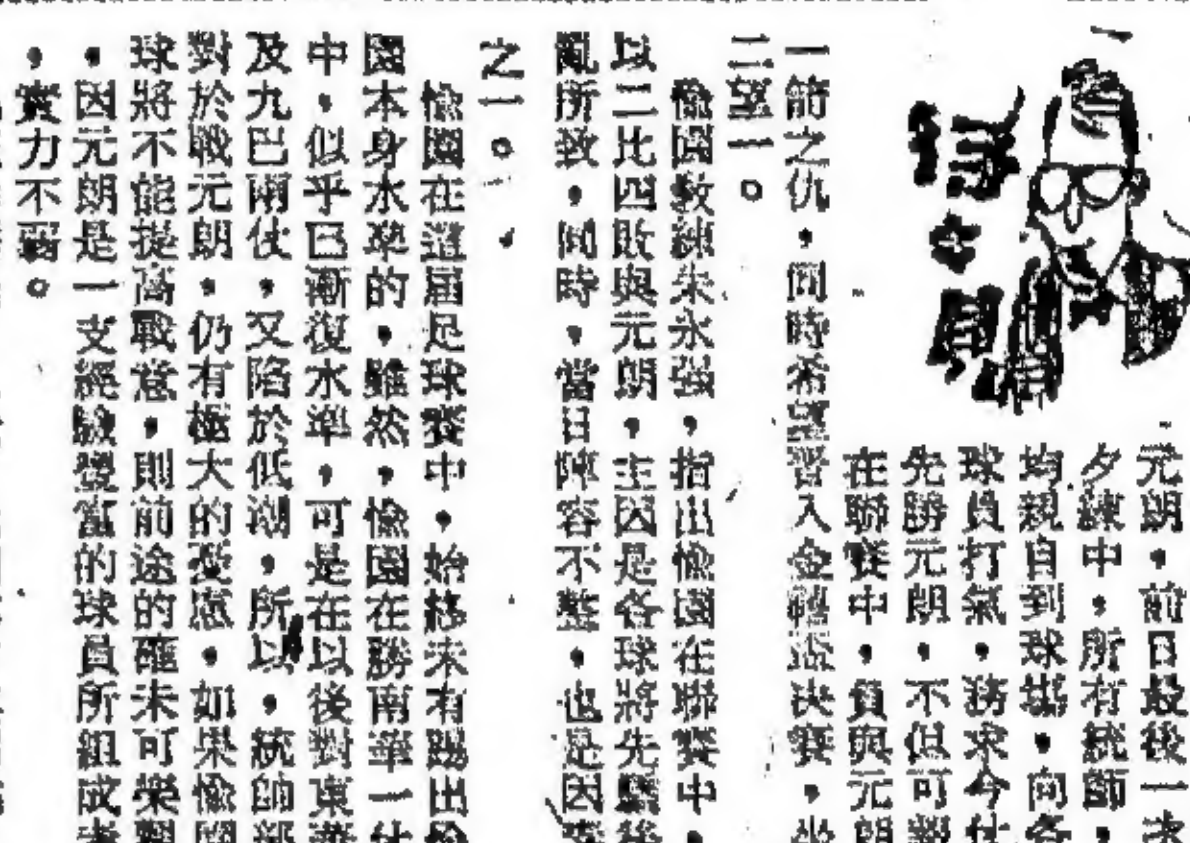 元朗，前日最後一次
夕練中，所有統帥，
均親自到球場，向各
球員打氣，務求今仗
先勝元朗，不但可報
在聯賽中，負與元朗
一箭之仇，同時希望晉入金禧盃決賽，坐
二望一。
愉園教練朱永强，指出愉園在聯賽中，
以二比四敗與元朗，主因是各球將先驕後
亂所致，同時，當日陣容不整，也是因素
之一。
愉園在這屆足球賽中，始終未有踢出愉
園本身水準的，雖然，愉園在勝南華一仗
中，似乎已漸復水準，可是在以後對東
及九巴兩仗，又陷於低潮，所以，統帥部
對於戰元朗，仍有極大的憂慮，如果愉園
球將不能提高戰意，則前途的確未可樂觀
，因元朗是一支經驗豐富的球員所組成
，實力不弱。